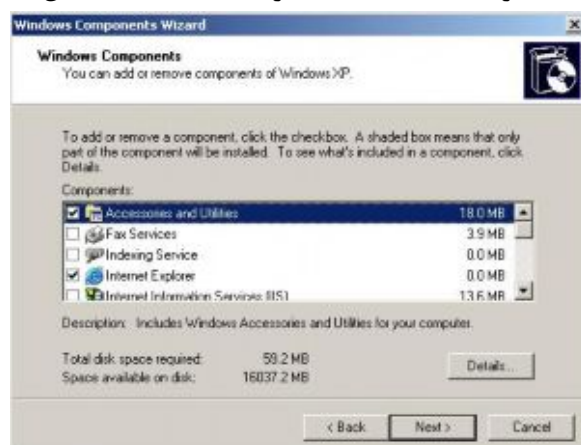 Windows Components Wizard
Windows Components
You can add or remove components of Windows XP.
To add or remove a component, click the checkbox. A shaded box means that only
part of the component will be installed. To see what's included in a component, click
Details.
Components:
Accessories and Utilities 18.0 MB
Fax Services 3.9 MB
Indexing Service 0.0 MB
Internet Explorer 0.0 MB
Internet Information Services (IIS) 13.6 MB
Description: Includes Windows Accessories and Utilities for your computer.
Total disk space required: 59.2 MB
Space available on disk: 16037.2 MB
Details...
< Back Next > Cancel